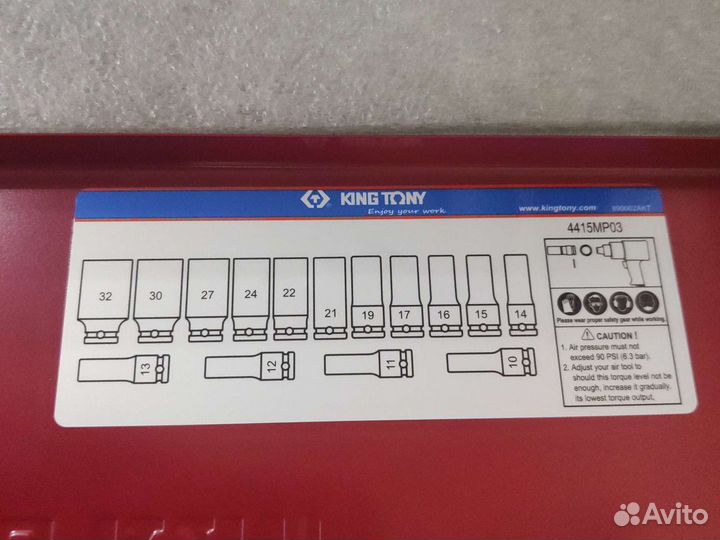 KING TONY
Enjoy your work
www.kingtony.com
4415MP03
32 30 27 24 22 21 19 17 16 15 14
13 12 11 10
Please wear proper safety gear while working.
CAUTION !
1. Air pressure must not
exceed 90 PSI (6.3 bar).
2. Adjust your air tool to
should this torque level not be
enough, increase it gradually.
its lowest torque output.
Avito